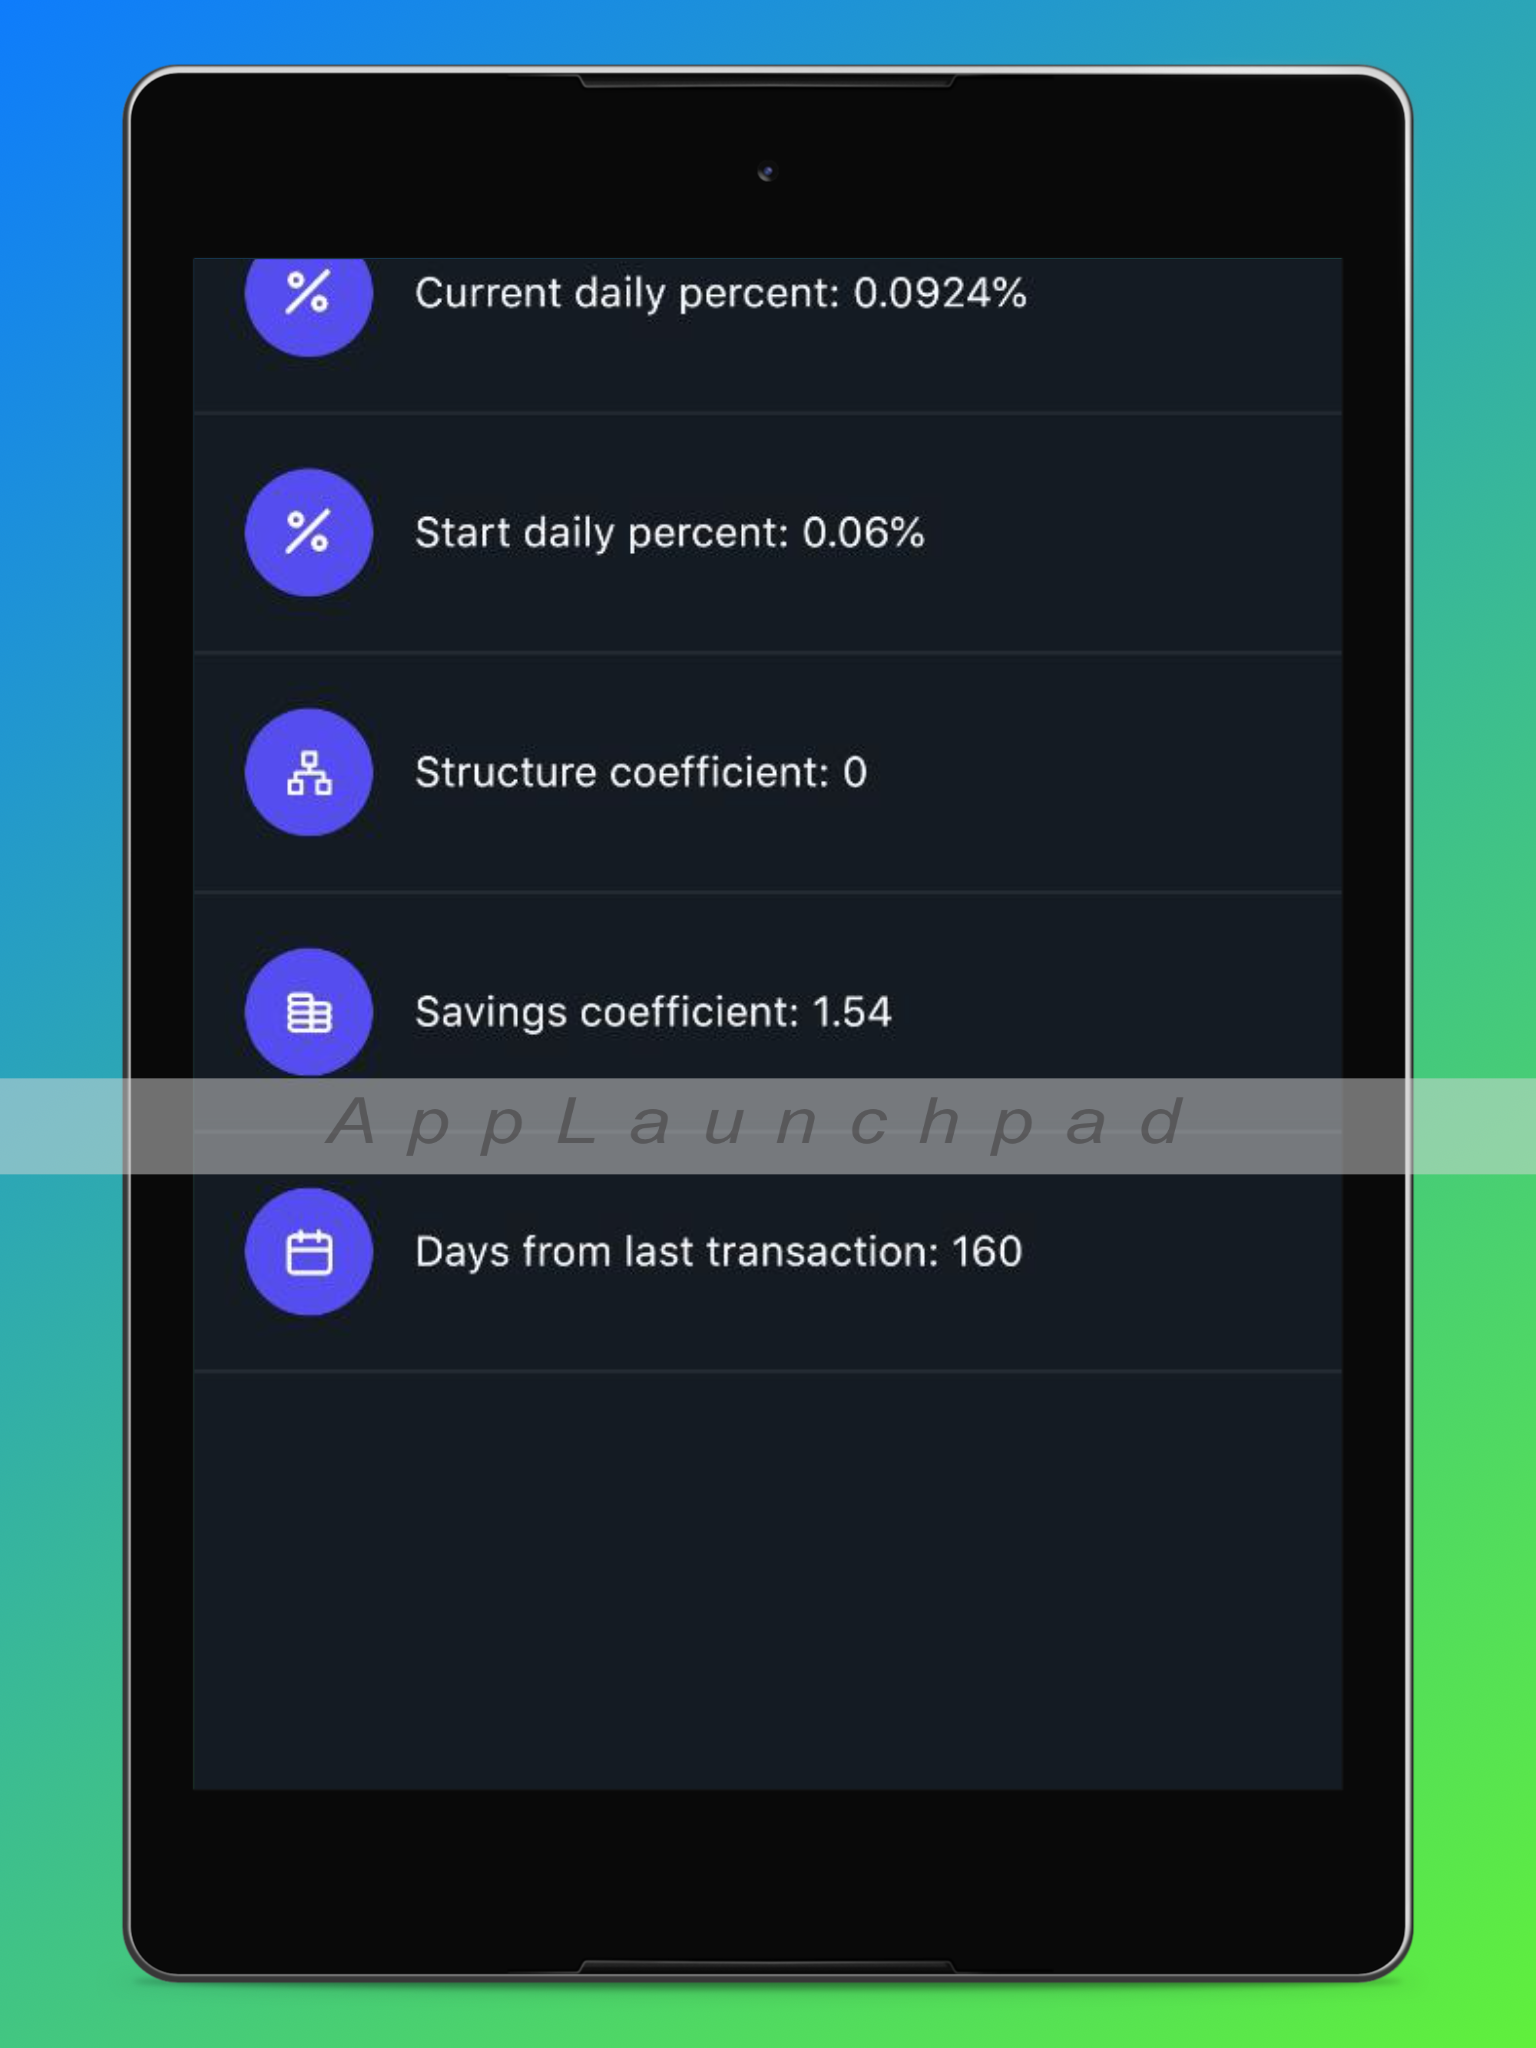 Current daily percent: 0.0924%
Start daily percent: 0.06%
Structure coefficient: 0
Savings coefficient: 1.54
AppLaunchpad
Days from last transaction: 160